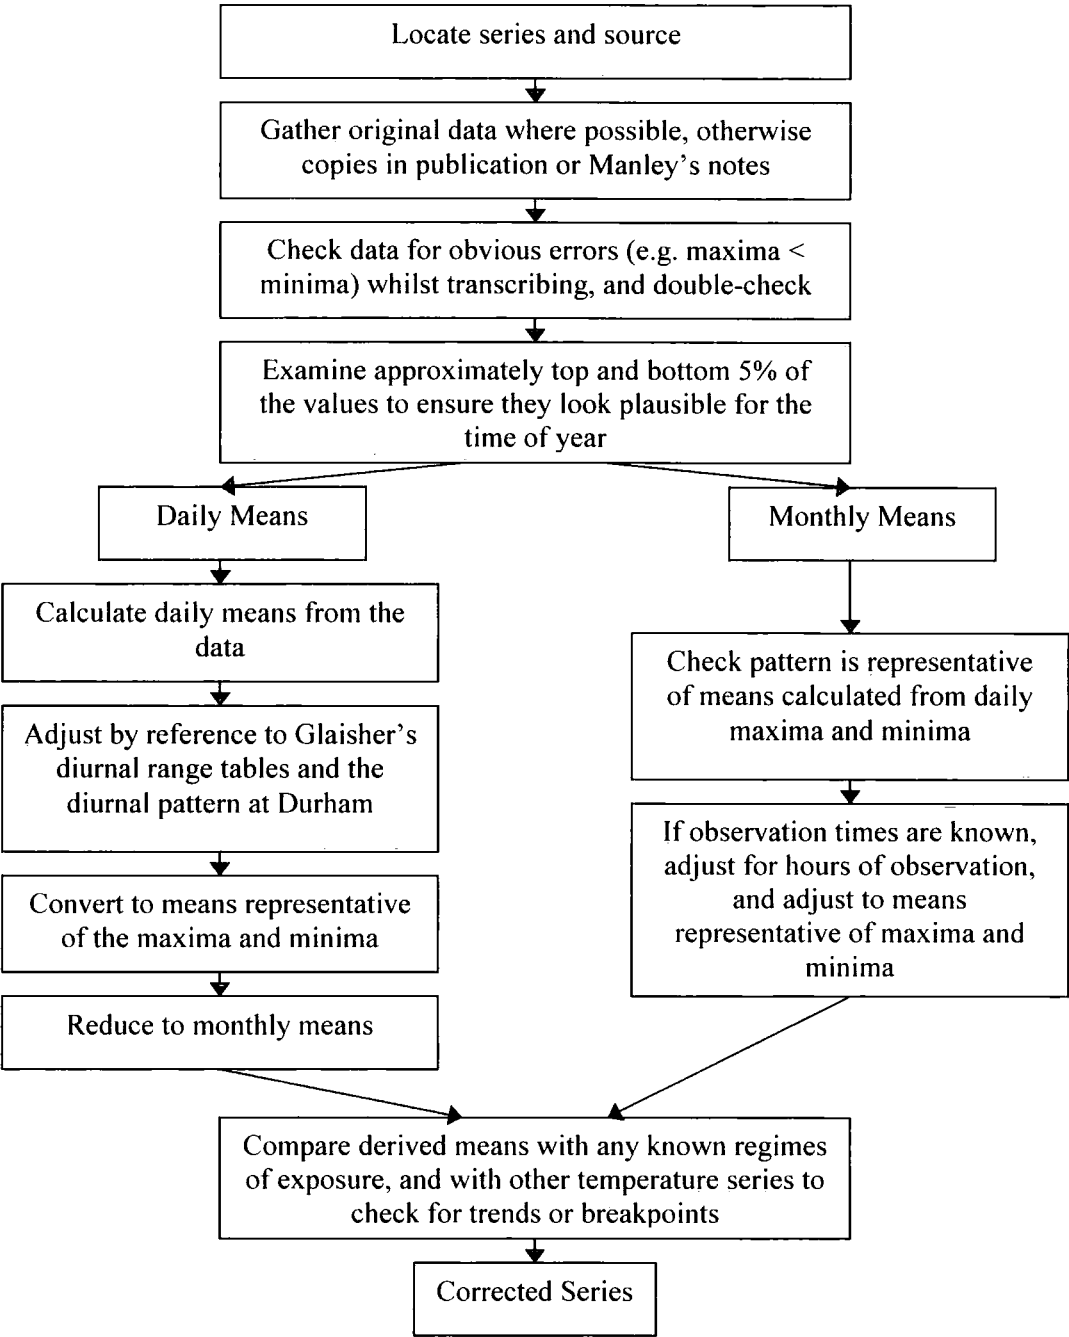 Locate series and source
Gather original data where possible, otherwise
copies in publication or Manley's notes
Check data for obvious errors (e.g. maxima <
minima) whilst transcribing, and double-check
Examine approximately top and bottom 5% of
the values to ensure they look plausible for the
time of year
Daily Means
Calculate daily means from the
data
Adjust by reference to Glaisher's
diurnal range tables and the
diurnal pattern at Durham
Convert to means representative
of the maxima and minima
Reduce to monthly means
Monthly Means
Check pattern is representative
of means calculated from daily
maxima and minima
If observation times are known,
adjust for hours of observation,
and adjust to means
representative of maxima and
minima
Compare derived means with any known regimes
of exposure, and with other temperature series to
check for trends or breakpoints
Corrected Series